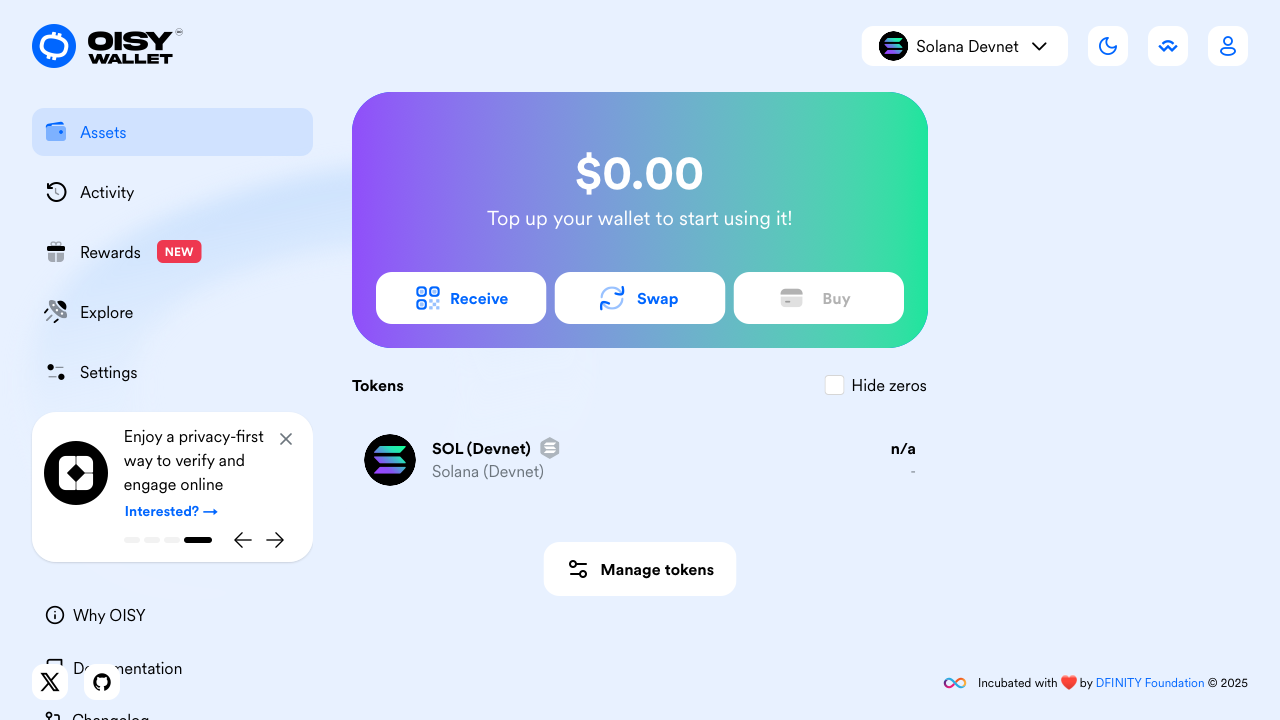 OISY
WALLET
Solana Devnet
Assets
Activity
Rewards NEW
Explore
Settings
Enjoy a privacy-first
way to verify and
engage online
Interested? →
Why OISY
Documentation
Changelog
$0.00
Top up your wallet to start using it!
Receive
Swap
Buy
Tokens
Hide zeros
SOL (Devnet)
n/a
Solana (Devnet)
-
Manage tokens
Incubated with ❤️ by DFINITY Foundation © 2025